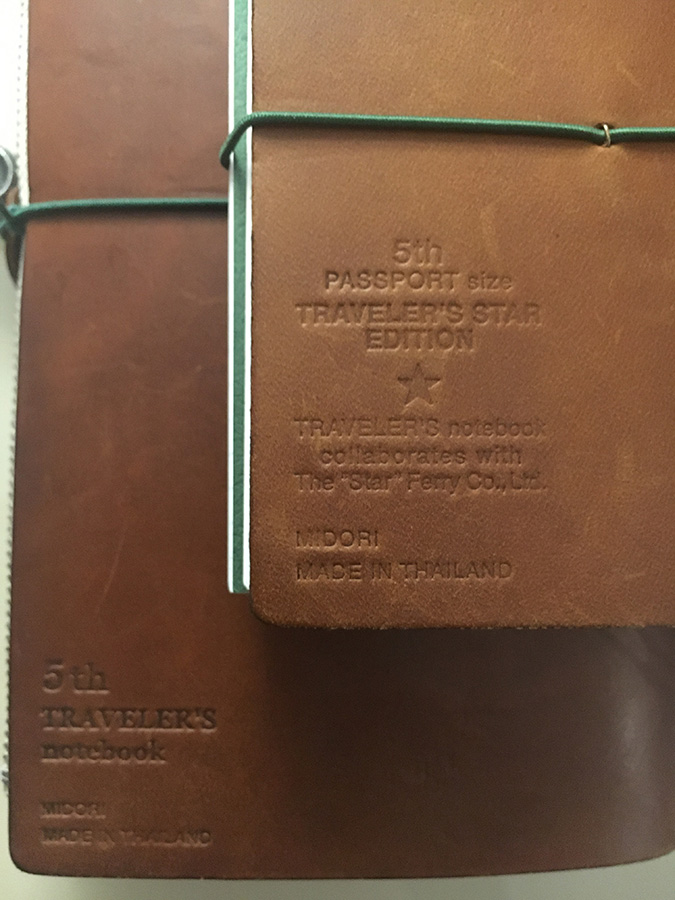 5th
PASSPORT size
TRAVELER'S STAR
EDITION
TRAVELER'S notebook
collaborates with
The "Star" Ferry Co., Ltd.
MIDORI
MADE IN THAILAND
5th
TRAVELER'S
notebook
MIDORI
MADE IN THAILAND